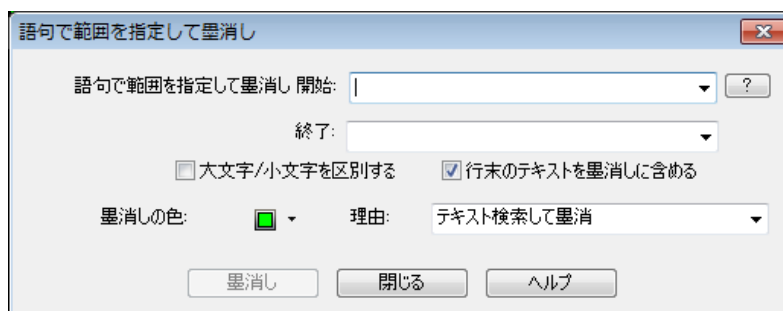 語句で範囲を指定して墨消し
語句で範囲を指定して墨消し 開始: ?
終了:
大文字/小文字を区別する 行末のテキストを墨消しに含める
墨消しの色: 理由: テキスト検索して墨消
墨消し 閉じる ヘルプ